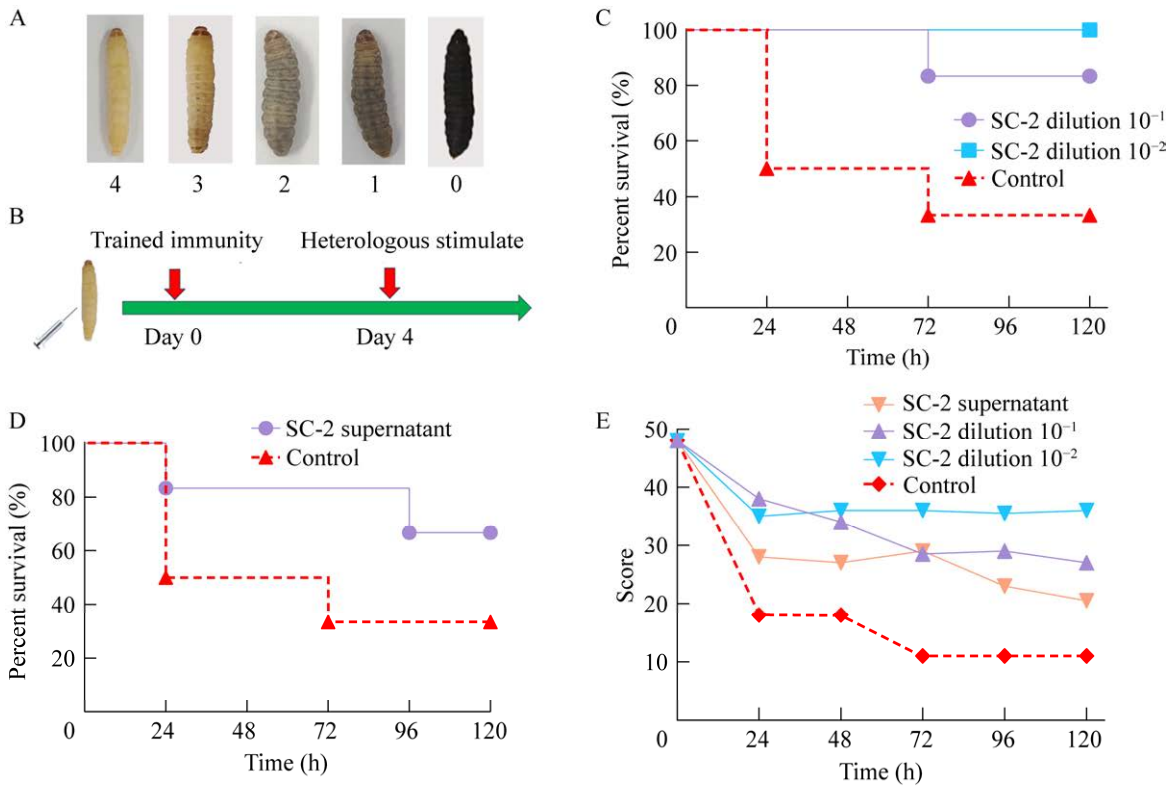 A
4 3 2 1 0
B
Trained immunity Heterologous stimulate
Day 0 Day 4
C
Percent survival (%)
100
80
60
40
20
0 24 48 72 96 120
Time (h)
SC-2 dilution 10⁻¹
SC-2 dilution 10⁻²
Control
D
SC-2 supernatant
Control
Percent survival (%)
100
80
60
40
20
0 24 48 72 96 120
Time (h)
E
SC-2 supernatant
SC-2 dilution 10⁻¹
SC-2 dilution 10⁻²
Control
Score
50
40
30
20
10
0 24 48 72 96 120
Time (h)